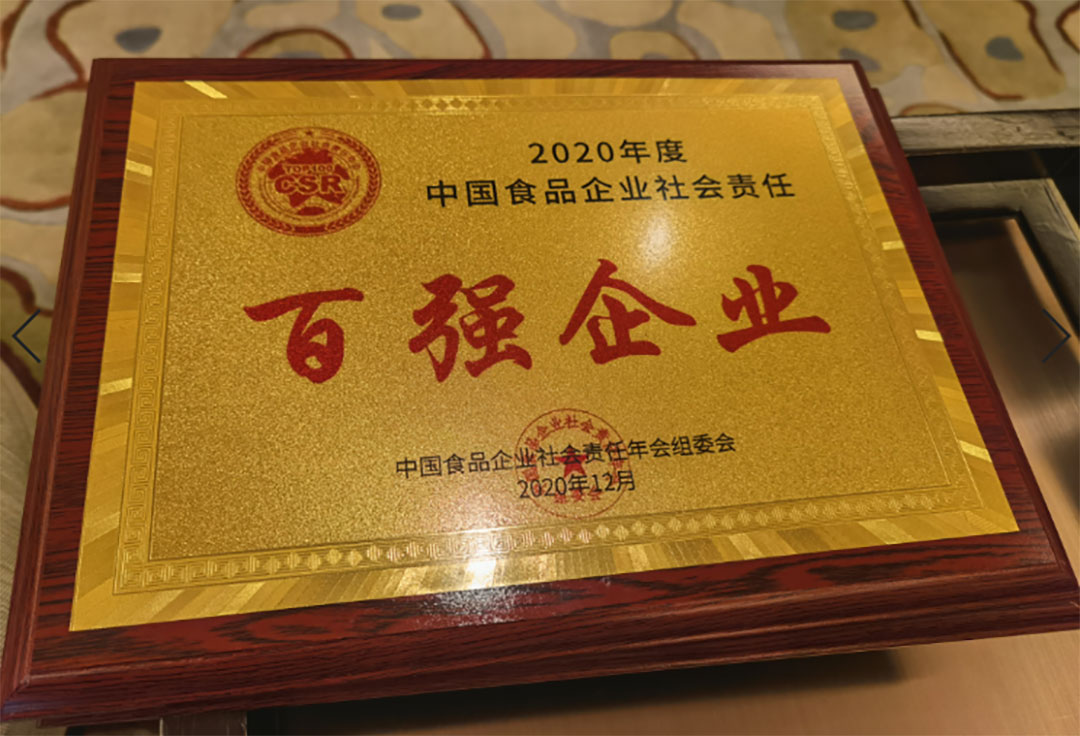 CSR
2020年度
中国食品企业社会责任
百强企业
中国食品企业社会责任年会组委会
2020年12月